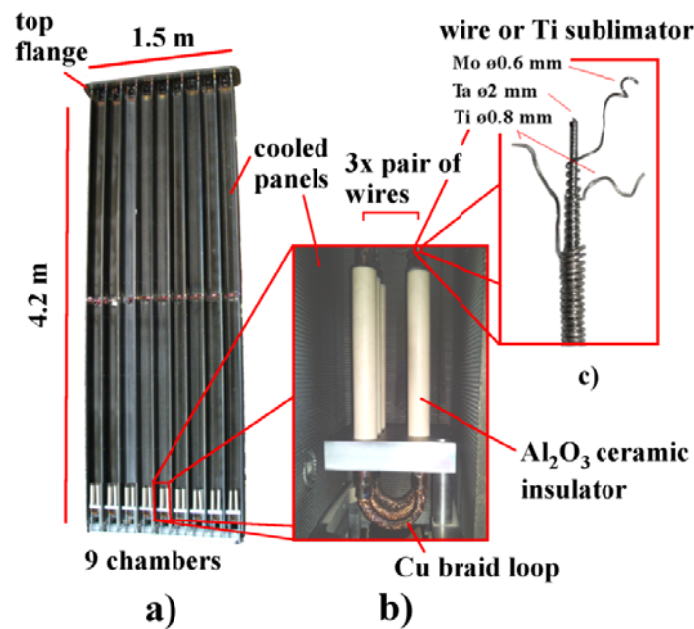 top
flange
1.5 m
4.2 m
cooled
panels
9 chambers
a)
3x pair of
wires
Al₂O₃ ceramic
insulator
Cu braid loop
b)
wire or Ti sublimator
Mo ø0.6 mm
Ta ø2 mm
Ti ø0.8 mm
c)